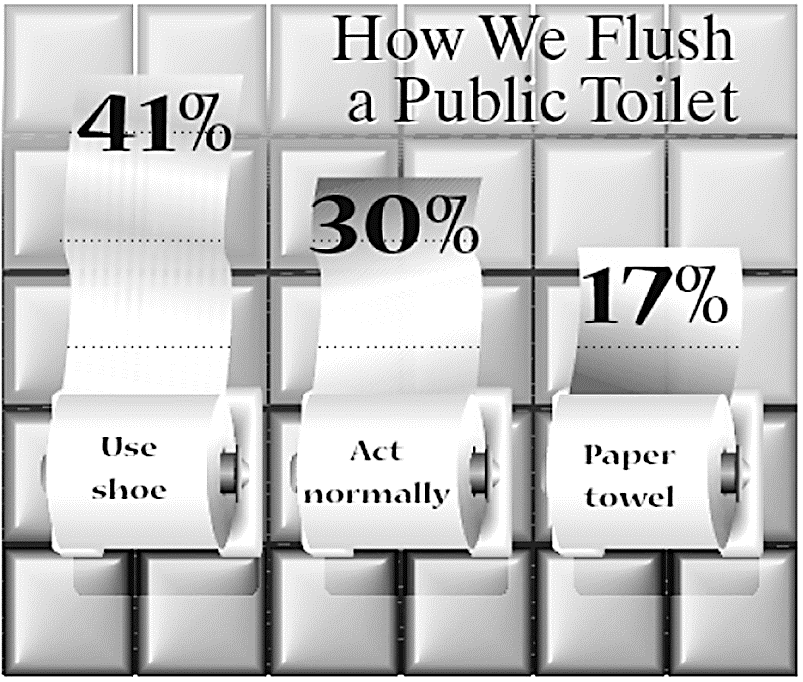 How We Flush
a Public Toilet
41%
30%
17%
Use
shoe
Act
normally
Paper
towel